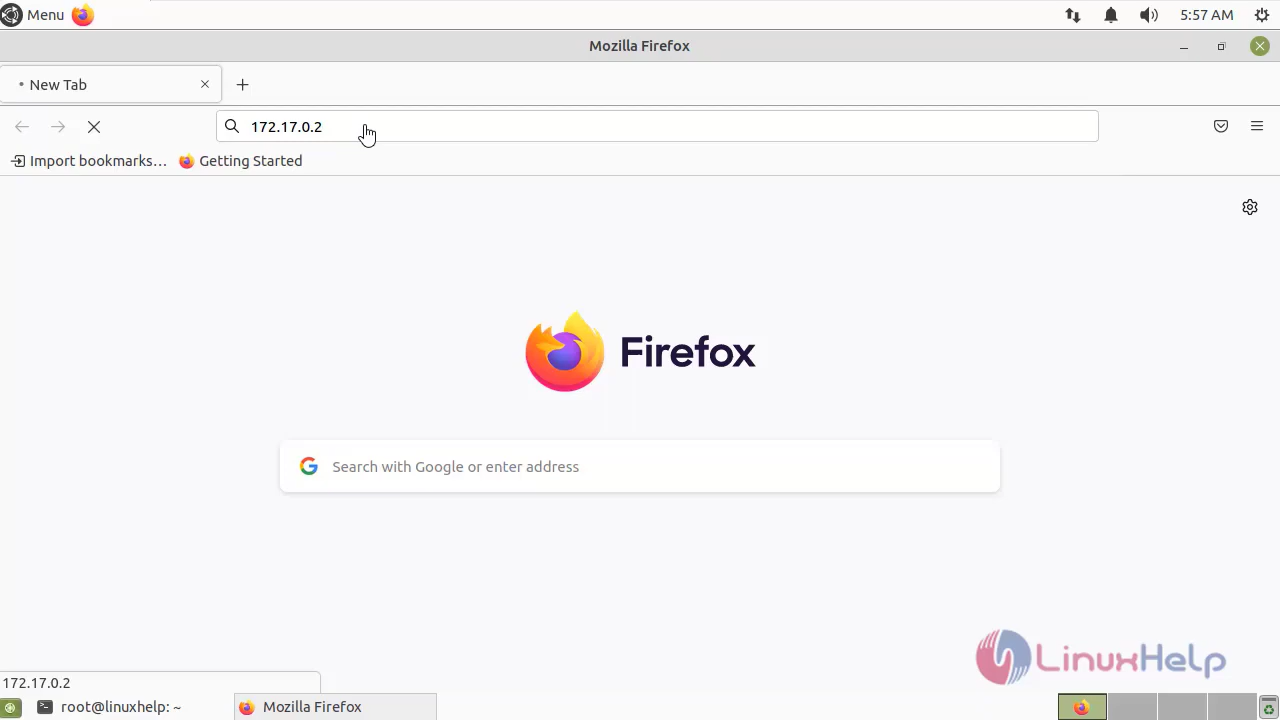 Menu
5:57 AM
Mozilla Firefox
New Tab
172.17.0.2
Import bookmarks…
Getting Started
Firefox
Search with Google or enter address
LinuxHelp
172.17.0.2
root@linuxhelp: ~
Mozilla Firefox